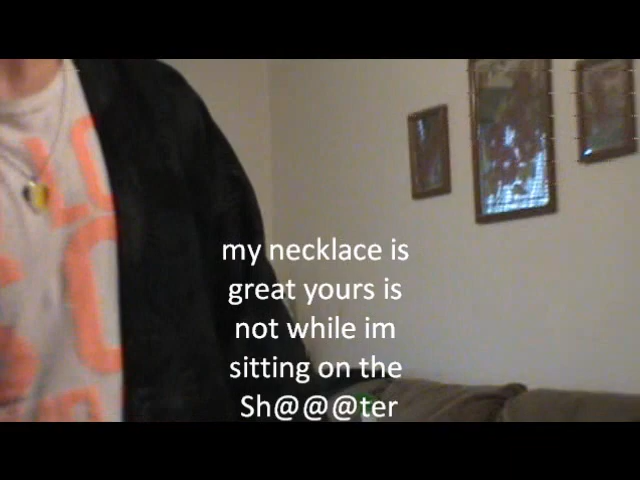 my necklace is
great yours is
not while im
sitting on the
Sh@@@ter